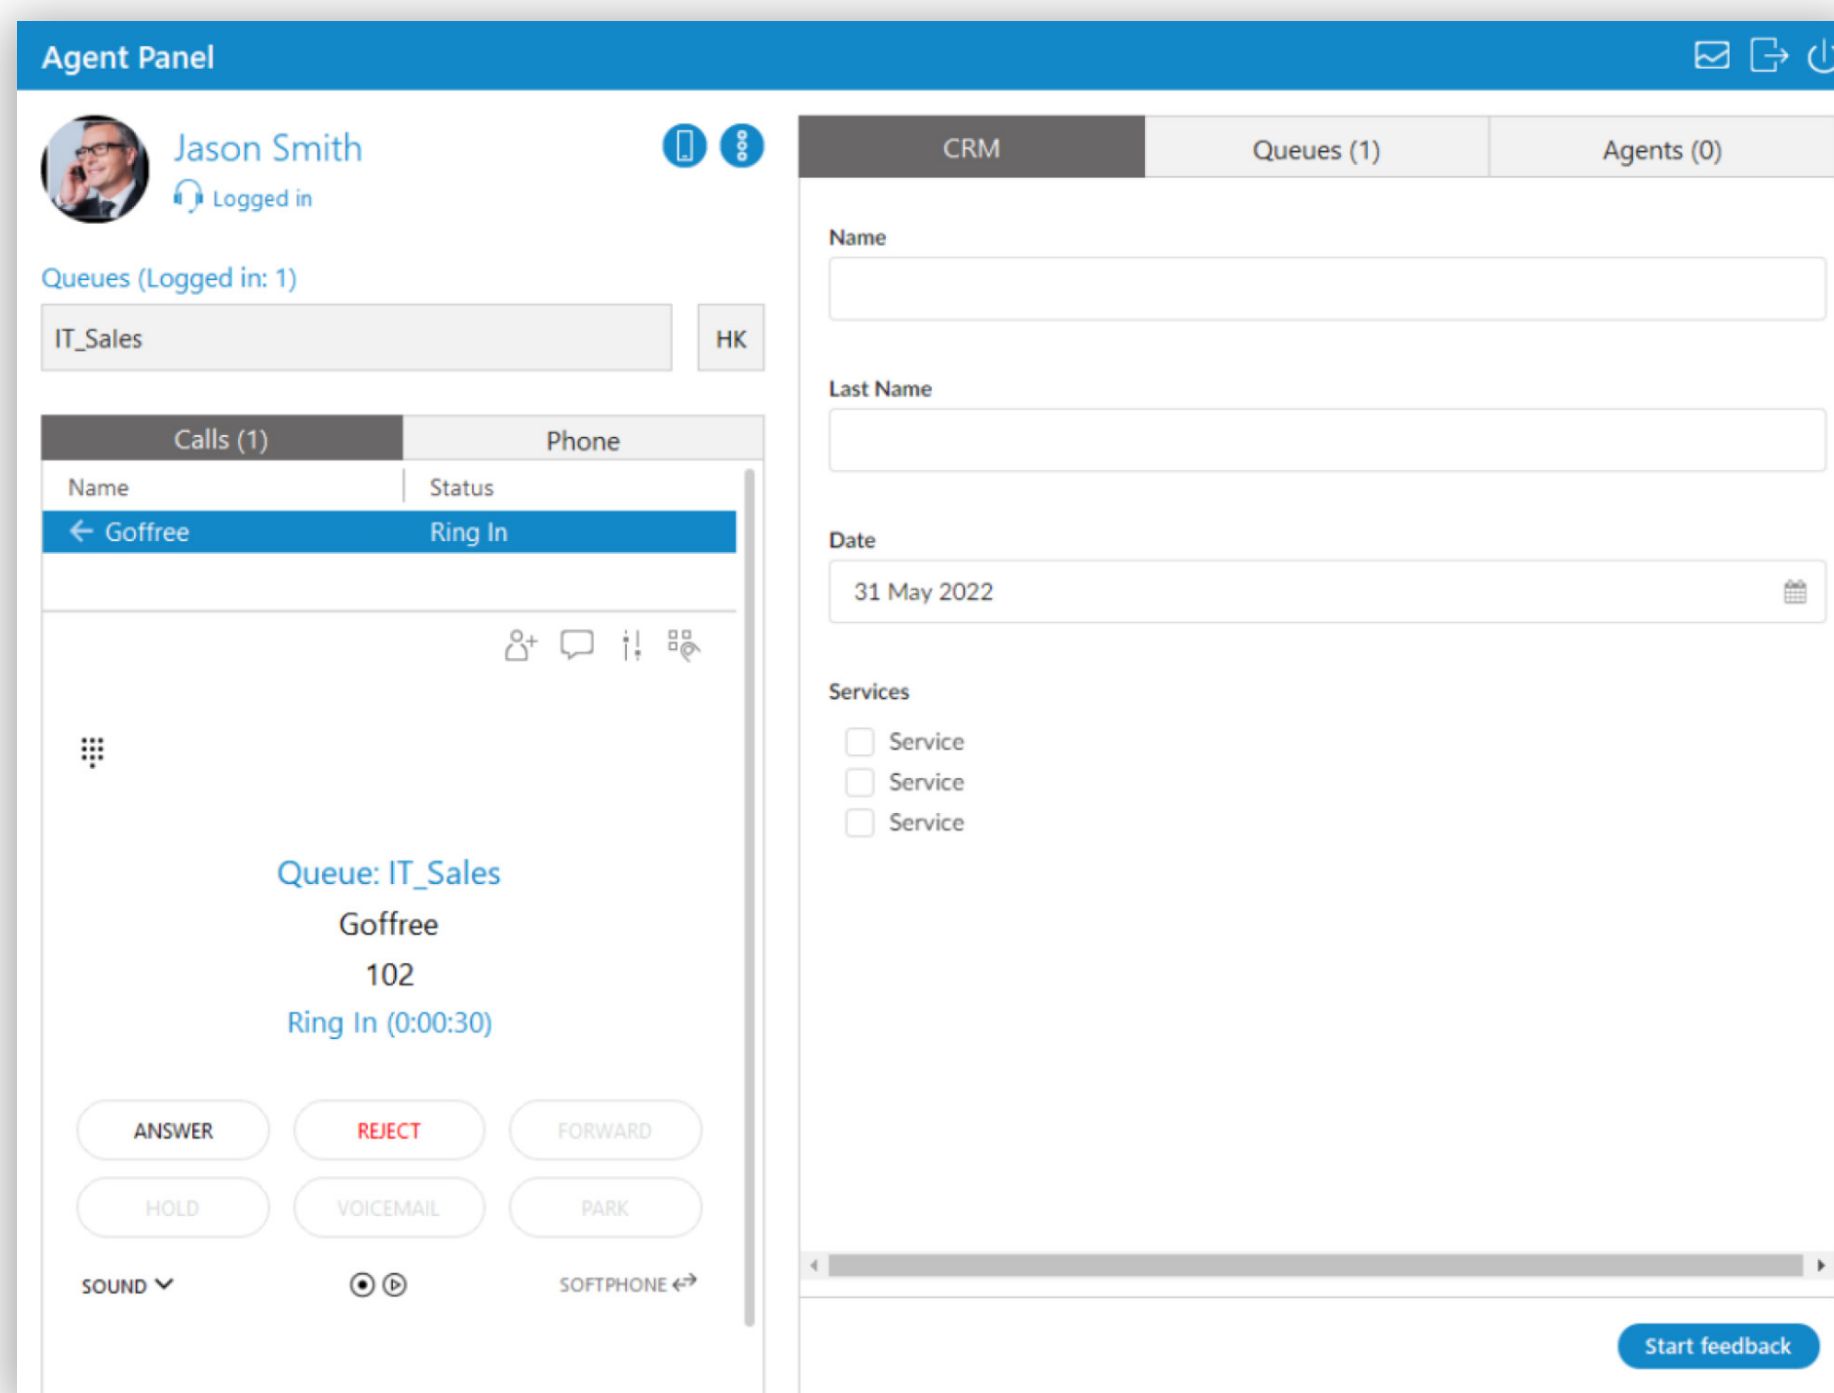 Agent Panel
Jason Smith
Logged in
Queues (Logged in: 1)
IT_Sales
HK
Calls (1)
Phone
Name
Status
Goffree
Ring In
Queue: IT_Sales
Goffree
102
Ring In (0:00:30)
ANSWER
REJECT
FORWARD
HOLD
VOICEMAIL
PARK
SOUND
SOFTPHONE
CRM
Queues (1)
Agents (0)
Name
Last Name
Date
31 May 2022
Services
Service
Service
Service
Start feedback